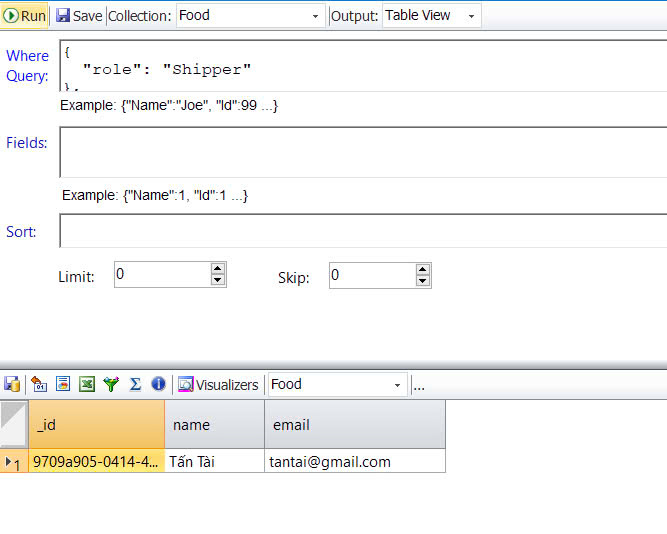 Run Save Collection: Food Output: Table View
Where Query: {
"role": "Shipper"
},
Example: {"Name":"Joe", "Id":99 ...}
Fields:
Example: {"Name":1, "Id":1 ...}
Sort:
Limit: 0 Skip: 0
Visualizers Food ...
_id name email
1 9709a905-0414-4... Tấn Tài tantai@gmail.com